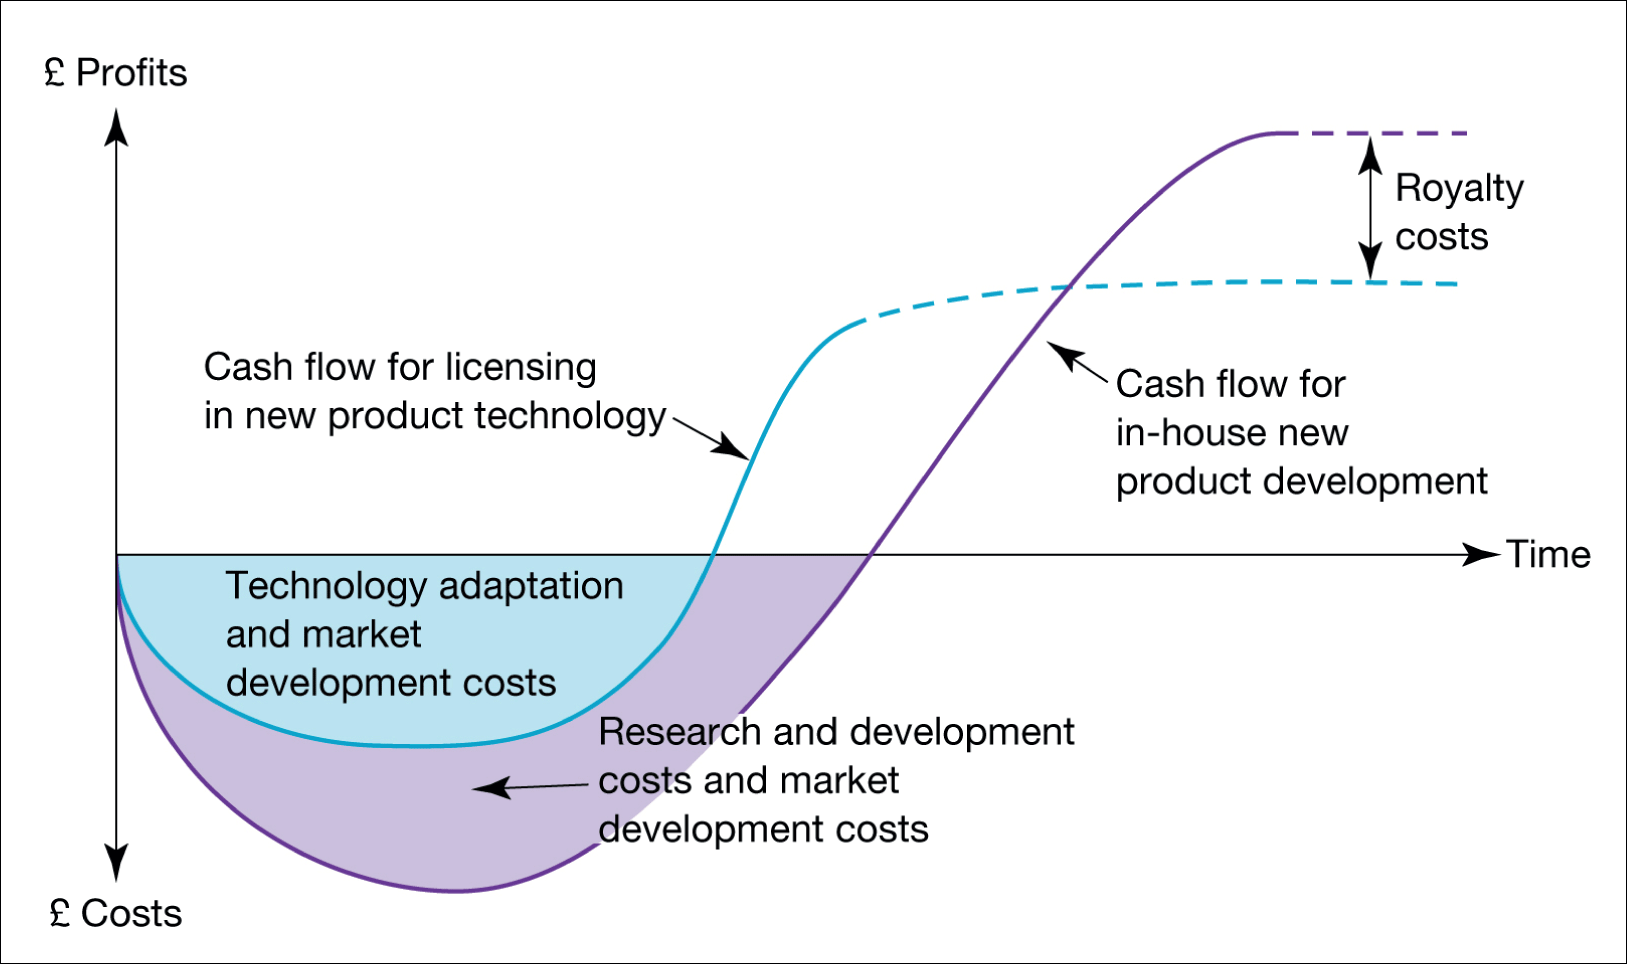 £ Profits
Royalty
costs
Cash flow for licensing
in new product technology
Cash flow for
in-house new
product development
Time
Technology adaptation
and market
development costs
Research and development
costs and market
development costs
£ Costs